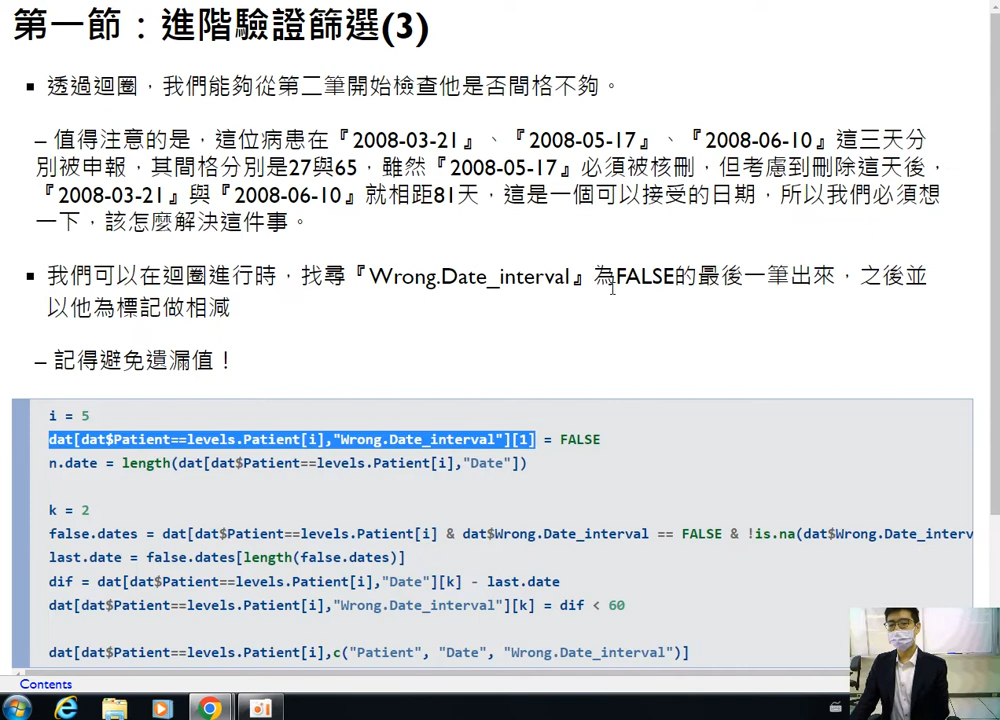 第一節：進階驗證篩選(3)
▪ 透過迴圈，我們能夠從第二筆開始檢查他是否間格不夠。
– 值得注意的是，這位病患在『2008-03-21』、『2008-05-17』、『2008-06-10』這三天分
別被申報，其間格分別是27與65，雖然『2008-05-17』必須被核刪，但考慮到刪除這天後，
『2008-03-21』與『2008-06-10』就相距81天，這是一個可以接受的日期，所以我們必須想
一下，該怎麼解決這件事。
▪ 我們可以在迴圈進行時，找尋『Wrong.Date_interval』為FALSE的最後一筆出來，之後並
以他為標記做相減
– 記得避免遺漏值！
i = 5
dat[dat$Patient==levels.Patient[i],"Wrong.Date_interval"][1] = FALSE
n.date = length(dat[dat$Patient==levels.Patient[i],"Date"])
k = 2
false.dates = dat[dat$Patient==levels.Patient[i] & dat$Wrong.Date_interval == FALSE & !is.na(dat$Wrong.Date_interv
last.date = false.dates[length(false.dates)]
dif = dat[dat$Patient==levels.Patient[i],"Date"][k] - last.date
dat[dat$Patient==levels.Patient[i],"Wrong.Date_interval"][k] = dif < 60
dat[dat$Patient==levels.Patient[i],c("Patient", "Date", "Wrong.Date_interval")]
Contents